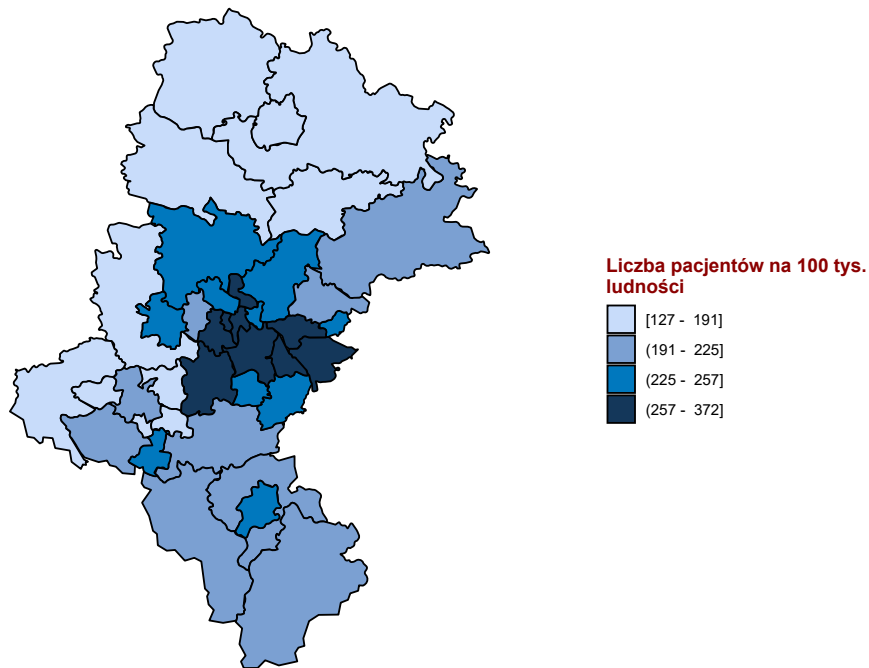 Liczba pacjentów na 100 tys.
ludności
[127 - 191]
(191 - 225]
(225 - 257]
(257 - 372]